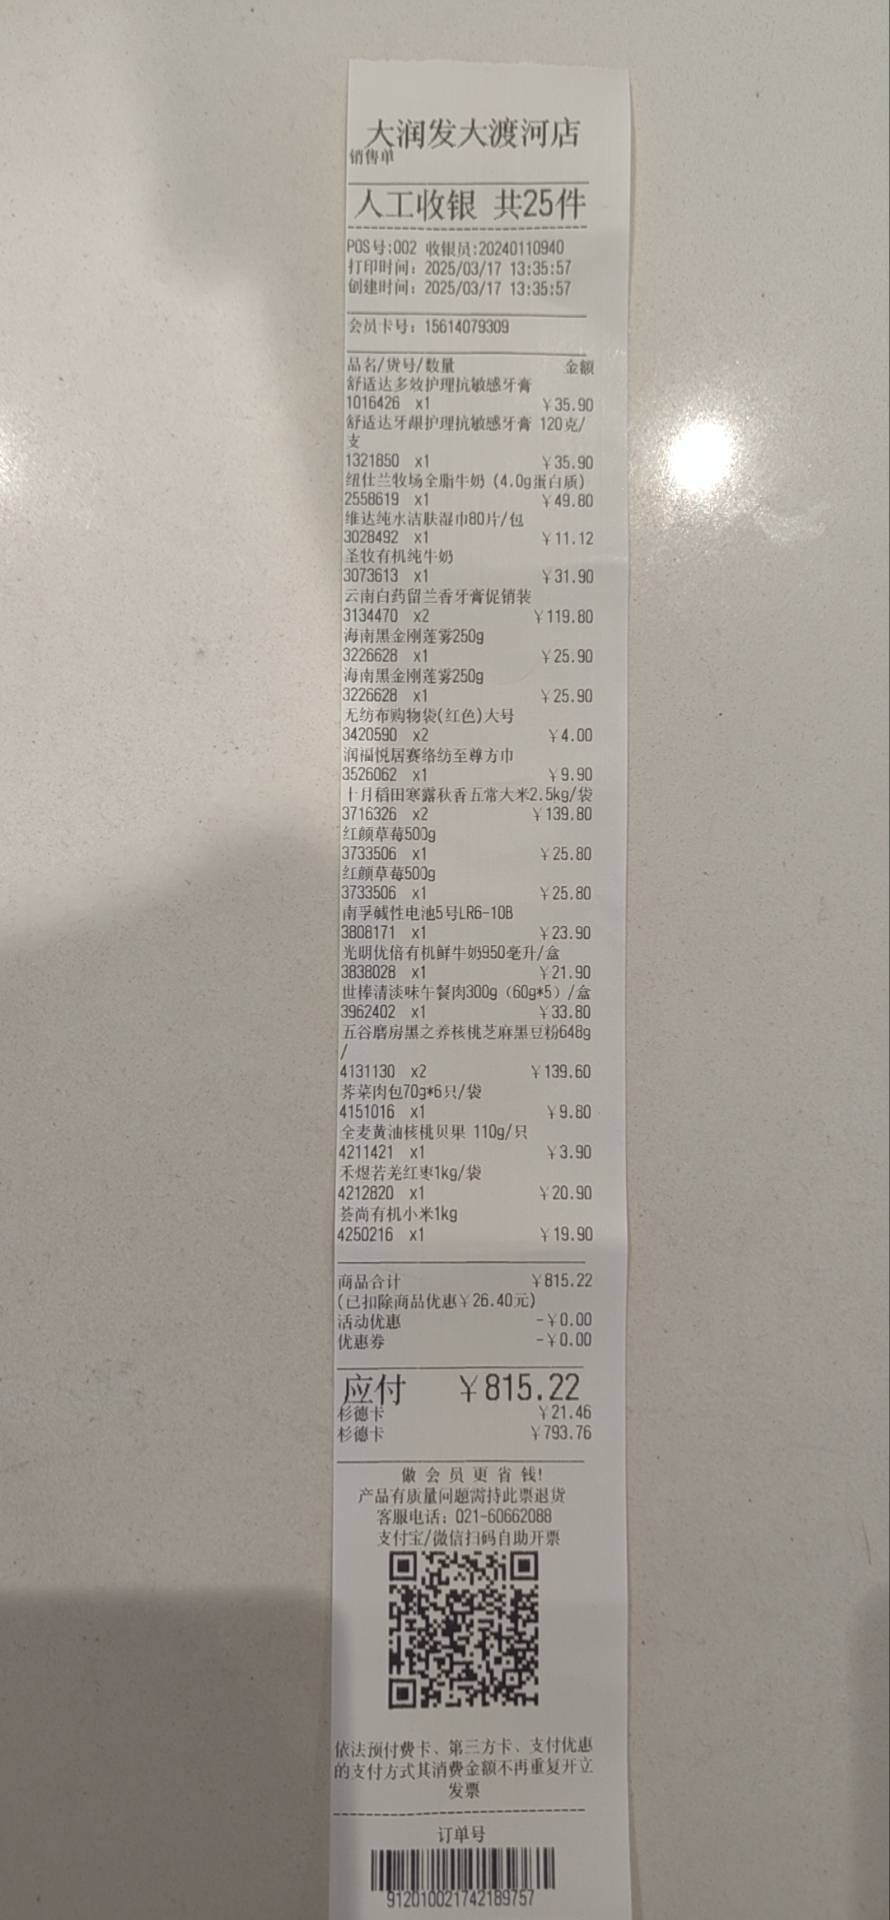 大润发大渡河店
销售单
人工收银 共25件
POS号:002 收银员:20240110940
打印时间：2025/03/17 13:35:57
创建时间：2025/03/17 13:35:57
会员卡号：15614079309
品名/货号/数量 金额
舒适达多效护理抗敏感牙膏
1016426 x1 ¥35.90
舒适达牙龈护理抗敏感牙膏 120克/
支
1321850 x1 ¥35.90
纽仕兰牧场全脂牛奶（4.0g蛋白质）
2558619 x1 ¥49.80
维达纯水洁肤湿巾80片/包
3028492 x1 ¥11.12
圣牧有机纯牛奶
3073613 x1 ¥31.90
云南白药留兰香牙膏促销装
3134470 x2 ¥119.80
海南黑金刚莲雾250g
3226628 x1 ¥25.90
海南黑金刚莲雾250g
3226628 x1 ¥25.90
无纺布购物袋(红色)大号
3420590 x2 ¥4.00
润福悦居赛络纺至尊方巾
3526062 x1 ¥9.90
十月稻田寒露秋香五常大米2.5kg/袋
3716326 x2 ¥139.80
红颜草莓500g
3733506 x1 ¥25.80
红颜草莓500g
3733506 x1 ¥25.80
南孚碱性电池5号LR6-10B
3808171 x1 ¥23.90
光明优倍有机鲜牛奶950毫升/盒
3838028 x1 ¥21.90
世棒清淡味午餐肉300g（60g*5）/盒
3962402 x1 ¥33.80
五谷磨房黑之养核桃芝麻黑豆粉648g
/
4131130 x2 ¥139.60
荠菜肉包70g*6只/袋
4151016 x1 ¥9.80
全麦黄油核桃贝果 110g/只
4211421 x1 ¥3.90
禾煜若羌红枣1kg/袋
4212820 x1 ¥20.90
荟尚有机小米1kg
4250216 x1 ¥19.90
商品合计 ¥815.22
(已扣除商品优惠¥26.40元)
活动优惠 -¥0.00
优惠券 -¥0.00
应付 ¥815.22
杉德卡 ¥21.46
杉德卡 ¥793.76
做会员更省钱!
产品有质量问题需持此票退货
客服电话：021-60662088
支付宝/微信扫码自助开票
依法预付费卡、第三方卡、支付优惠
的支付方式其消费金额不再重复开立
发票
订单号
912010021742189757